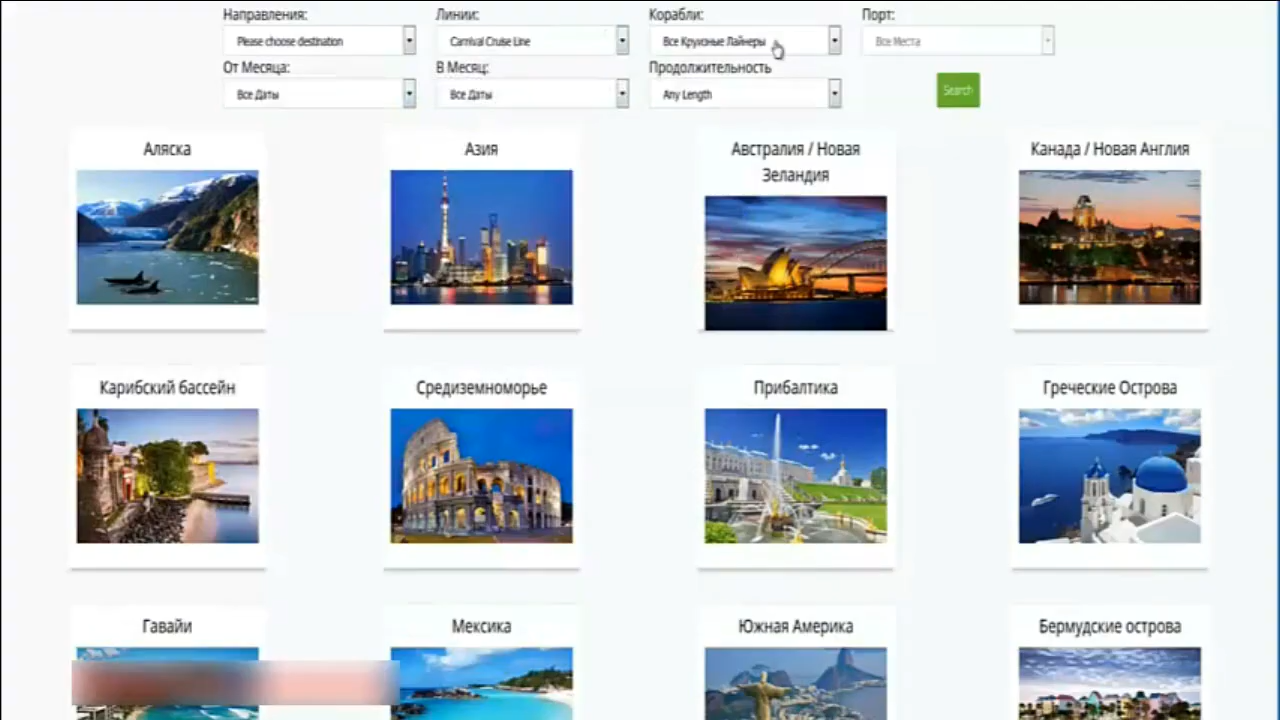 Направления:
Линии:
Корабли:
Порт:
Please choose destination
Carnival Cruise Line
Все Круизные Лайнеры
Все Места
От Месяца:
В Месяц:
Продолжительность
Все Даты
Все Даты
Any Length
Search
Аляска
Азия
Австралия / Новая
Зеландия
Канада / Новая Англия
Карибский бассейн
Средиземноморье
Прибалтика
Греческие Острова
Гавайи
Мексика
Южная Америка
Бермудские острова